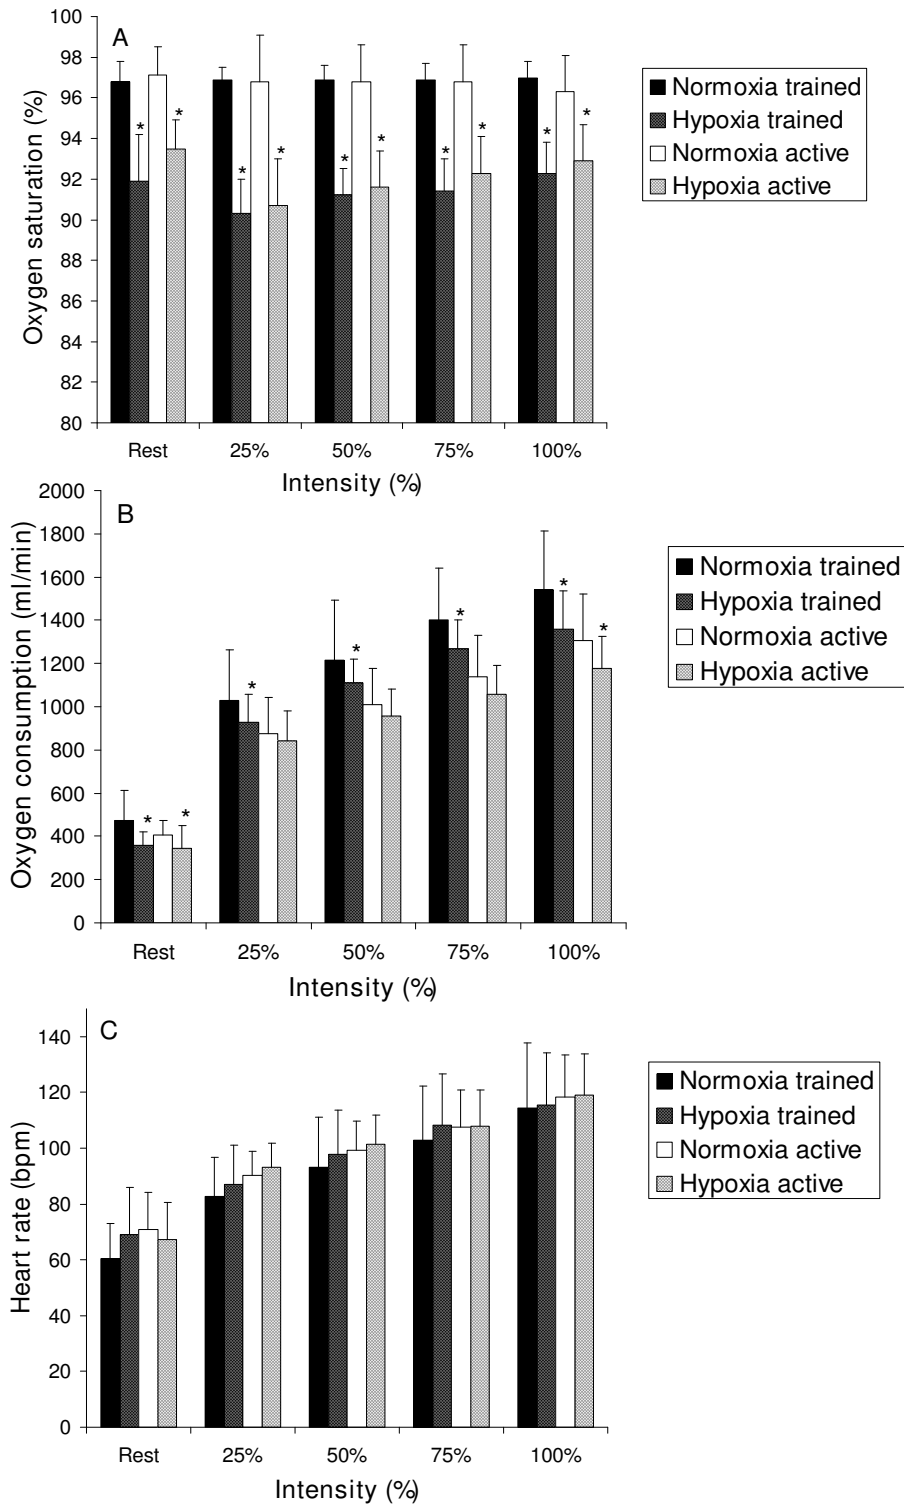 A
Oxygen saturation (%)
100
98
96
94
92
90
88
86
84
82
80
* * * * * * * * * *
Rest 25% 50% 75% 100%
Intensity (%)
Normoxia trained
Hypoxia trained
Normoxia active
Hypoxia active
B
Oxygen consumption (ml/min)
2000
1800
1600
1400
1200
1000
800
600
400
200
0
* * * * * * *
Rest 25% 50% 75% 100%
Intensity (%)
Normoxia trained
Hypoxia trained
Normoxia active
Hypoxia active
C
Heart rate (bpm)
140
120
100
80
60
40
20
0
Rest 25% 50% 75% 100%
Intensity (%)
Normoxia trained
Hypoxia trained
Normoxia active
Hypoxia active